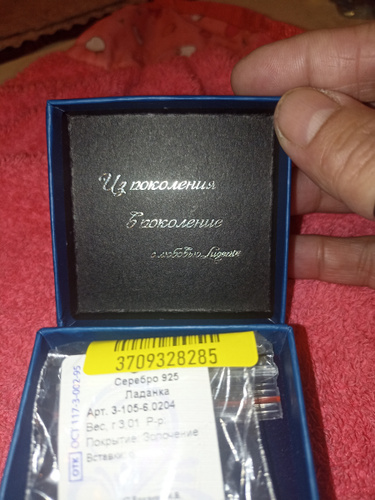 Из поколения
в поколение
с любовью
3709328285
Серебро 925
Ладанка
Арт. 3-105-6.0204
Вес, г 3.01 Р-р.
Покрытие: Золочение
Вставки:
ОТК ОСТ 117-3-002-95